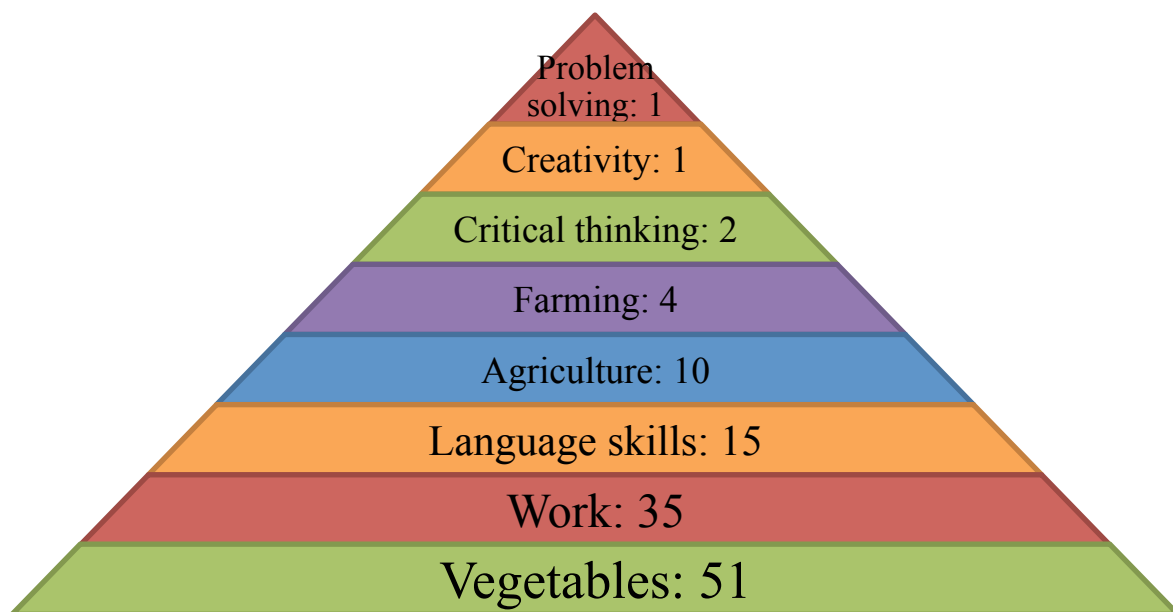 Problem
solving: 1
Creativity: 1
Critical thinking: 2
Farming: 4
Agriculture: 10
Language skills: 15
Work: 35
Vegetables: 51